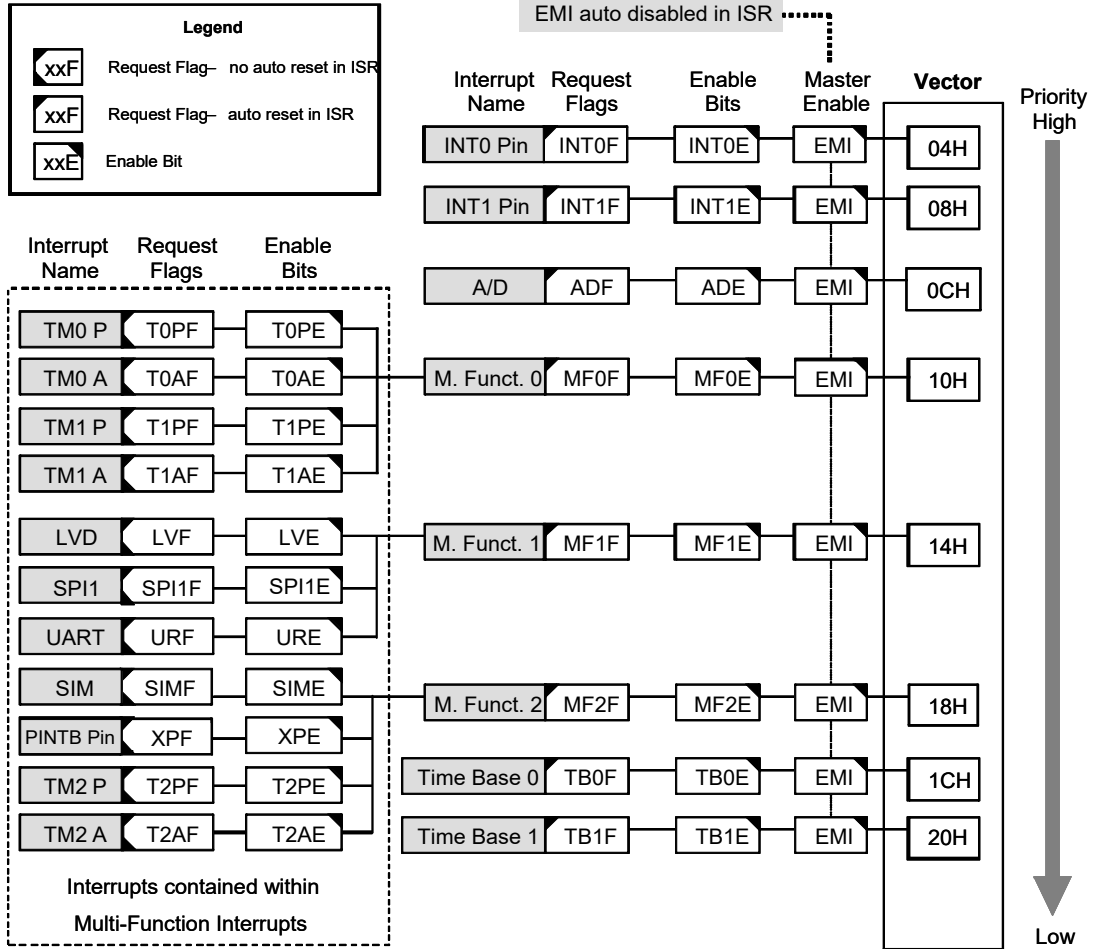 EMI auto disabled in ISR
Legend
xxF Request Flag– no auto reset in ISR
xxF Request Flag– auto reset in ISR
xxE Enable Bit
Interrupt Name
Request Flags
Enable Bits
Master Enable
Vector
Priority High
INT0 Pin INT0F INT0E EMI 04H
INT1 Pin INT1F INT1E EMI 08H
A/D ADF ADE EMI 0CH
M. Funct. 0 MF0F MF0E EMI 10H
M. Funct. 1 MF1F MF1E EMI 14H
M. Funct. 2 MF2F MF2E EMI 18H
Time Base 0 TB0F TB0E EMI 1CH
Time Base 1 TB1F TB1E EMI 20H
Low
Interrupt Name
Request Flags
Enable Bits
TM0 P T0PF T0PE
TM0 A T0AF T0AE
TM1 P T1PF T1PE
TM1 A T1AF T1AE
LVD LVF LVE
SPI1 SPI1F SPI1E
UART URF URE
SIM SIMF SIME
PINTB Pin XPF XPE
TM2 P T2PF T2PE
TM2 A T2AF T2AE
Interrupts contained within
Multi-Function Interrupts